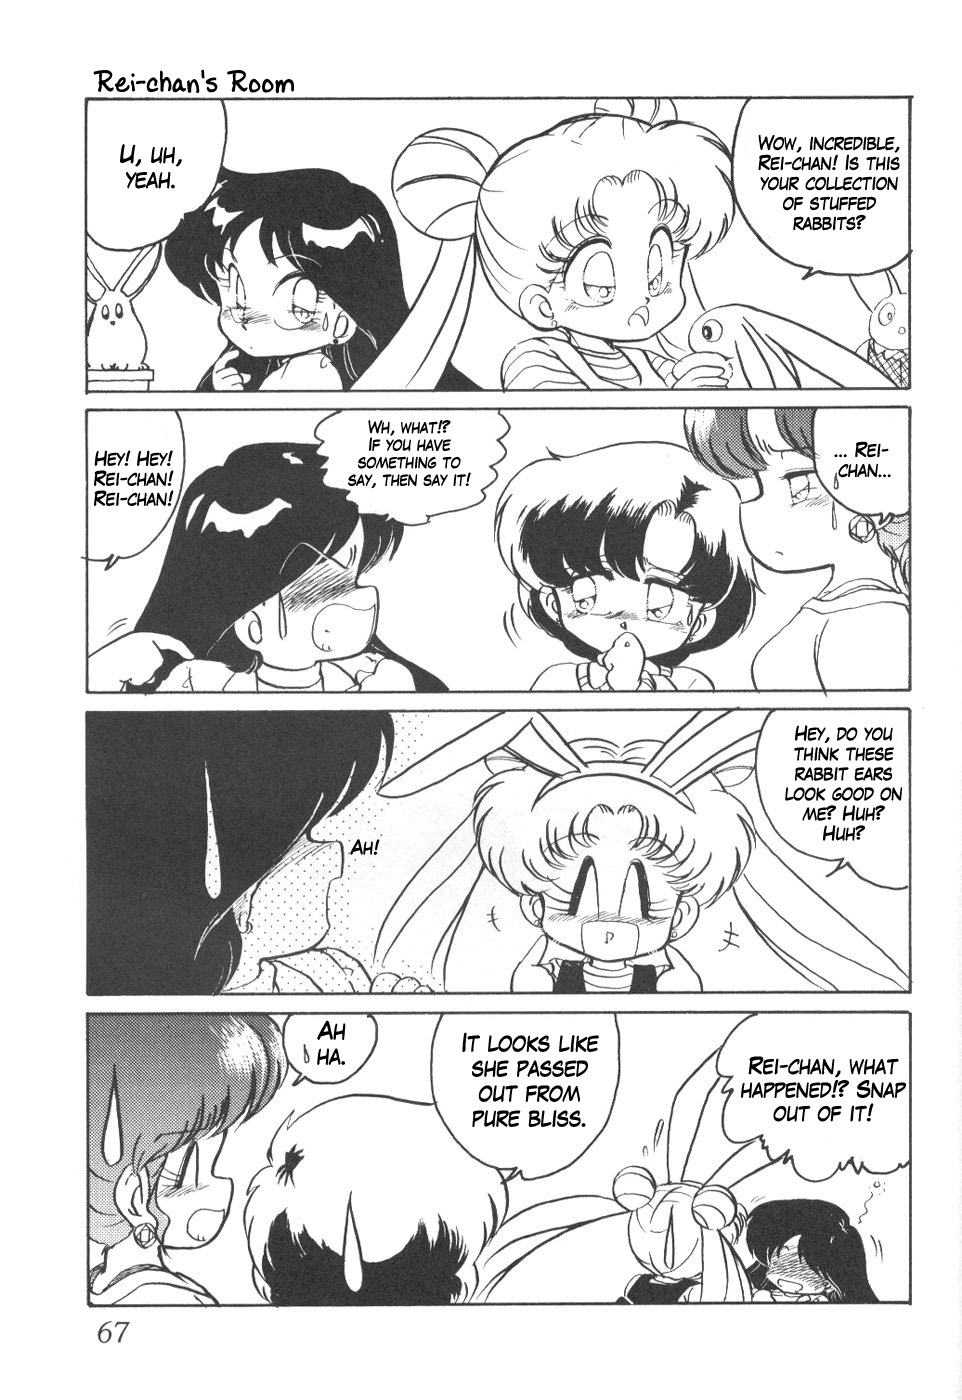 Rei-chan's Room
WOW, INCREDIBLE,
REI-CHAN! IS THIS
YOUR COLLECTION
OF STUFFED
RABBITS?
U, UH,
YEAH.
... REI-
CHAN...
WH, WHAT!?
IF YOU HAVE
SOMETHING TO
SAY, THEN SAY IT!
HEY! HEY!
REI-CHAN!
REI-CHAN!
HEY, DO YOU
THINK THESE
RABBIT EARS
LOOK GOOD ON
ME? HUH?
HUH?
AH!
REI-CHAN, WHAT
HAPPENED!? SNAP
OUT OF IT!
IT LOOKS LIKE
SHE PASSED
OUT FROM
PURE BLISS.
AH
HA.
67